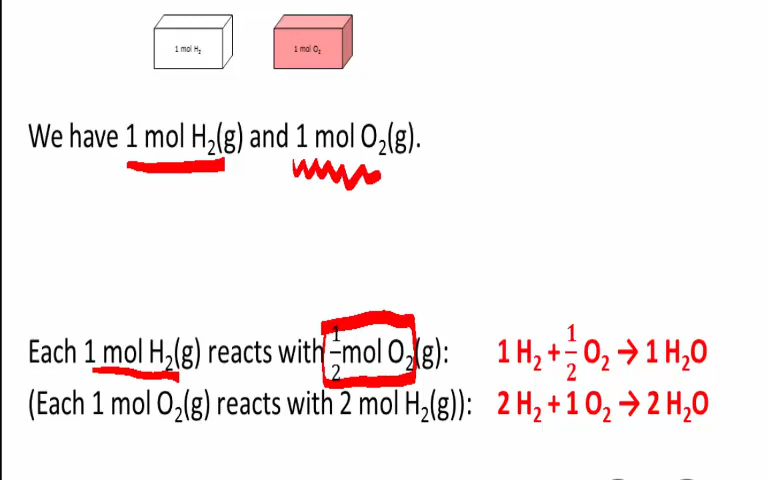 1 mol H₂ 1 mol O₂
We have 1 mol H₂(g) and 1 mol O₂(g).
Each 1 mol H₂(g) reacts with 1/2 mol O₂(g): 1 H₂ + 1/2 O₂ → 1 H₂O
(Each 1 mol O₂(g) reacts with 2 mol H₂(g)): 2 H₂ + 1 O₂ → 2 H₂O